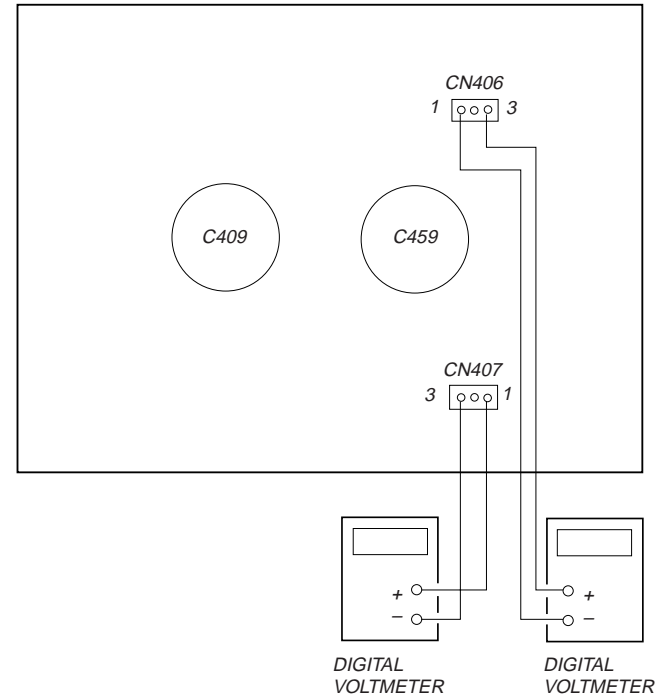 CN406
1 3
C409 C459
CN407
3 1
+ +
– –
DIGITAL VOLTMETER
DIGITAL VOLTMETER